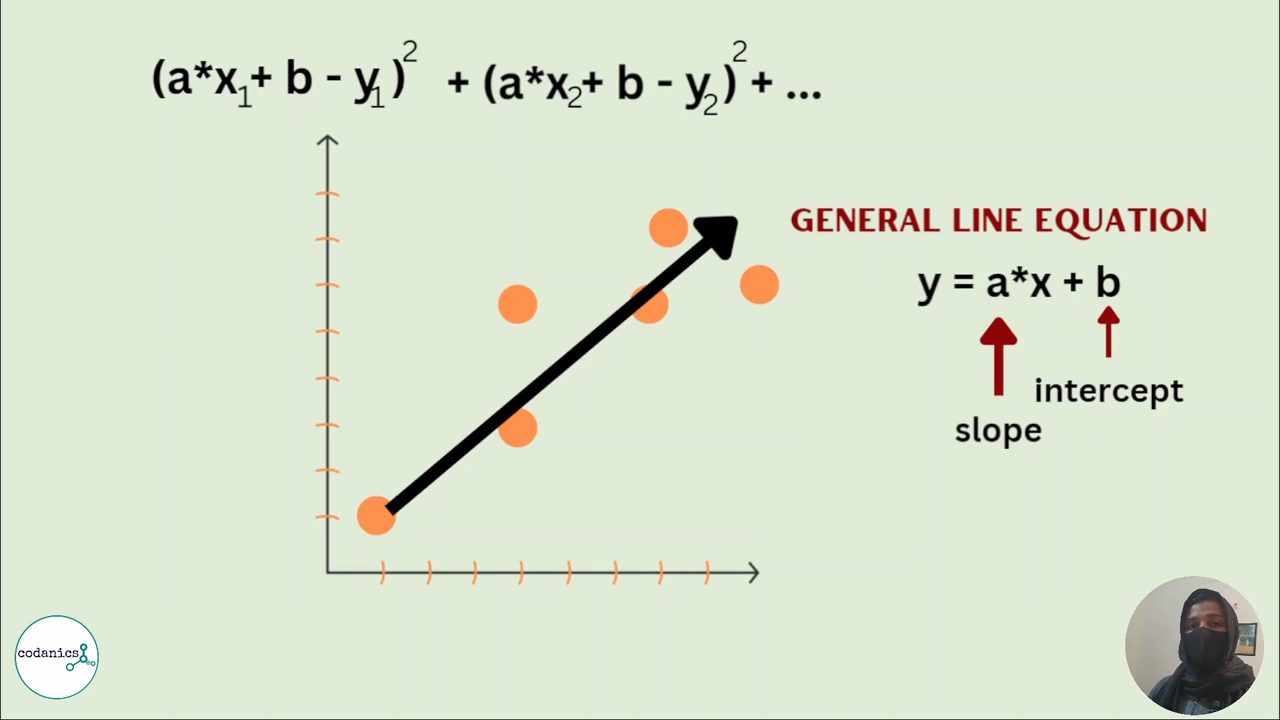 (a*x₁+ b - y₁)² + (a*x₂+ b - y₂)² + ...
GENERAL LINE EQUATION
y = a*x + b
intercept
slope
codanics